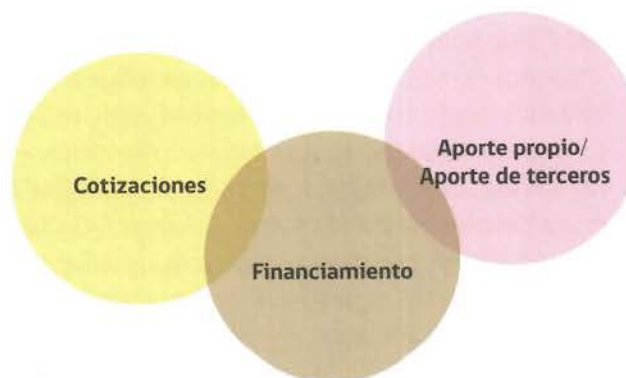 Cotizaciones
Aporte propio/
Aporte de terceros
Financiamiento